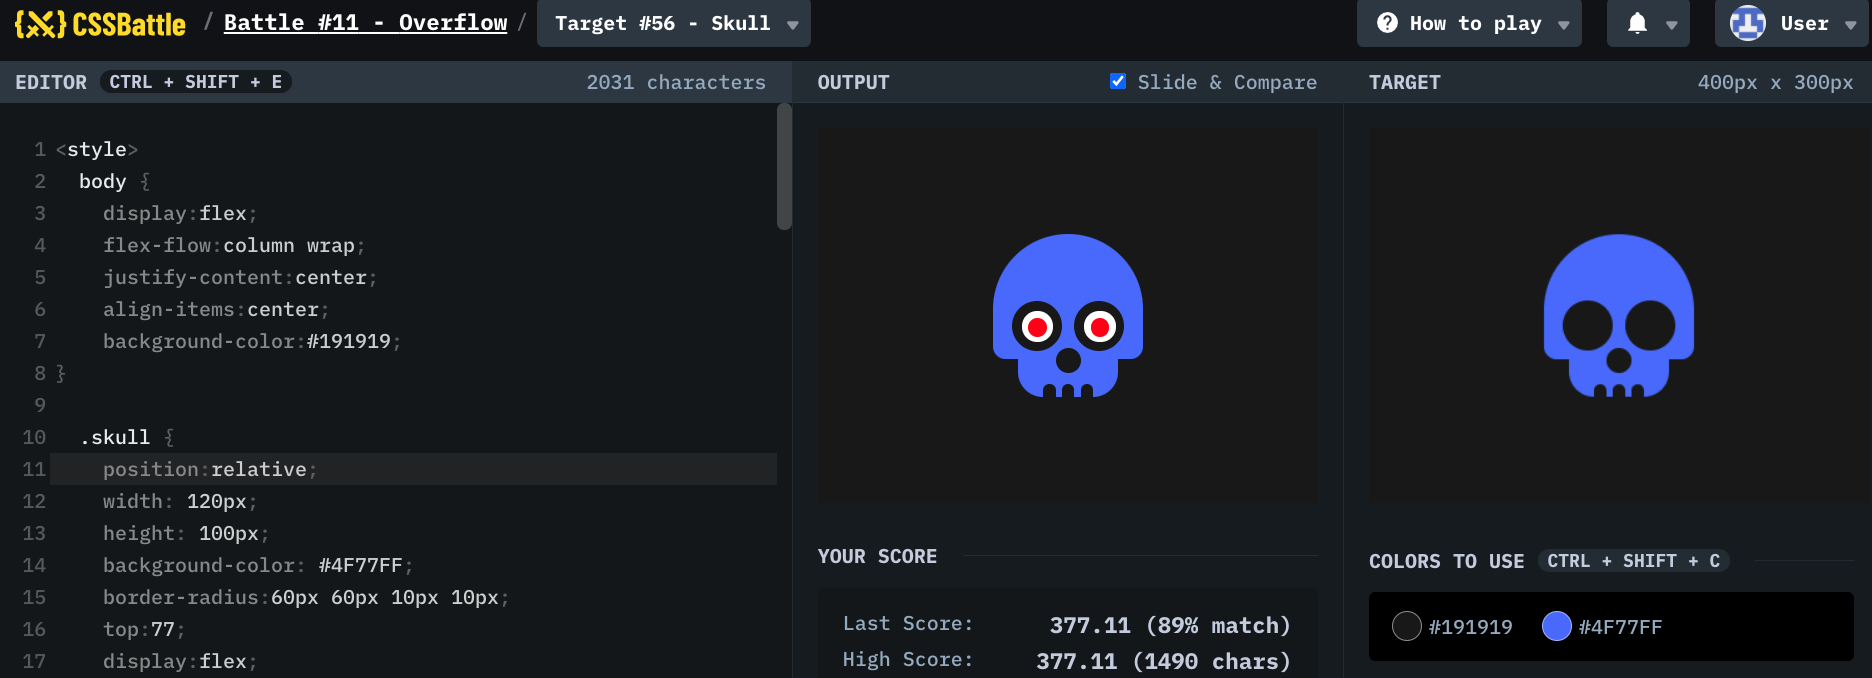 CSSBattle / Battle #11 - Overflow / Target #56 - Skull
How to play
User
EDITOR CTRL + SHIFT + E 2031 characters
OUTPUT Slide & Compare
TARGET 400px x 300px
1 <style>
2 body {
3 display:flex;
4 flex-flow:column wrap;
5 justify-content:center;
6 align-items:center;
7 background-color:#191919;
8 }
9
10 .skull {
11 position:relative;
12 width: 120px;
13 height: 100px;
14 background-color: #4F77FF;
15 border-radius:60px 60px 10px 10px;
16 top:77;
17 display:flex;
YOUR SCORE
Last Score: 377.11 (89% match)
High Score: 377.11 (1490 chars)
COLORS TO USE CTRL + SHIFT + C
#191919 #4F77FF